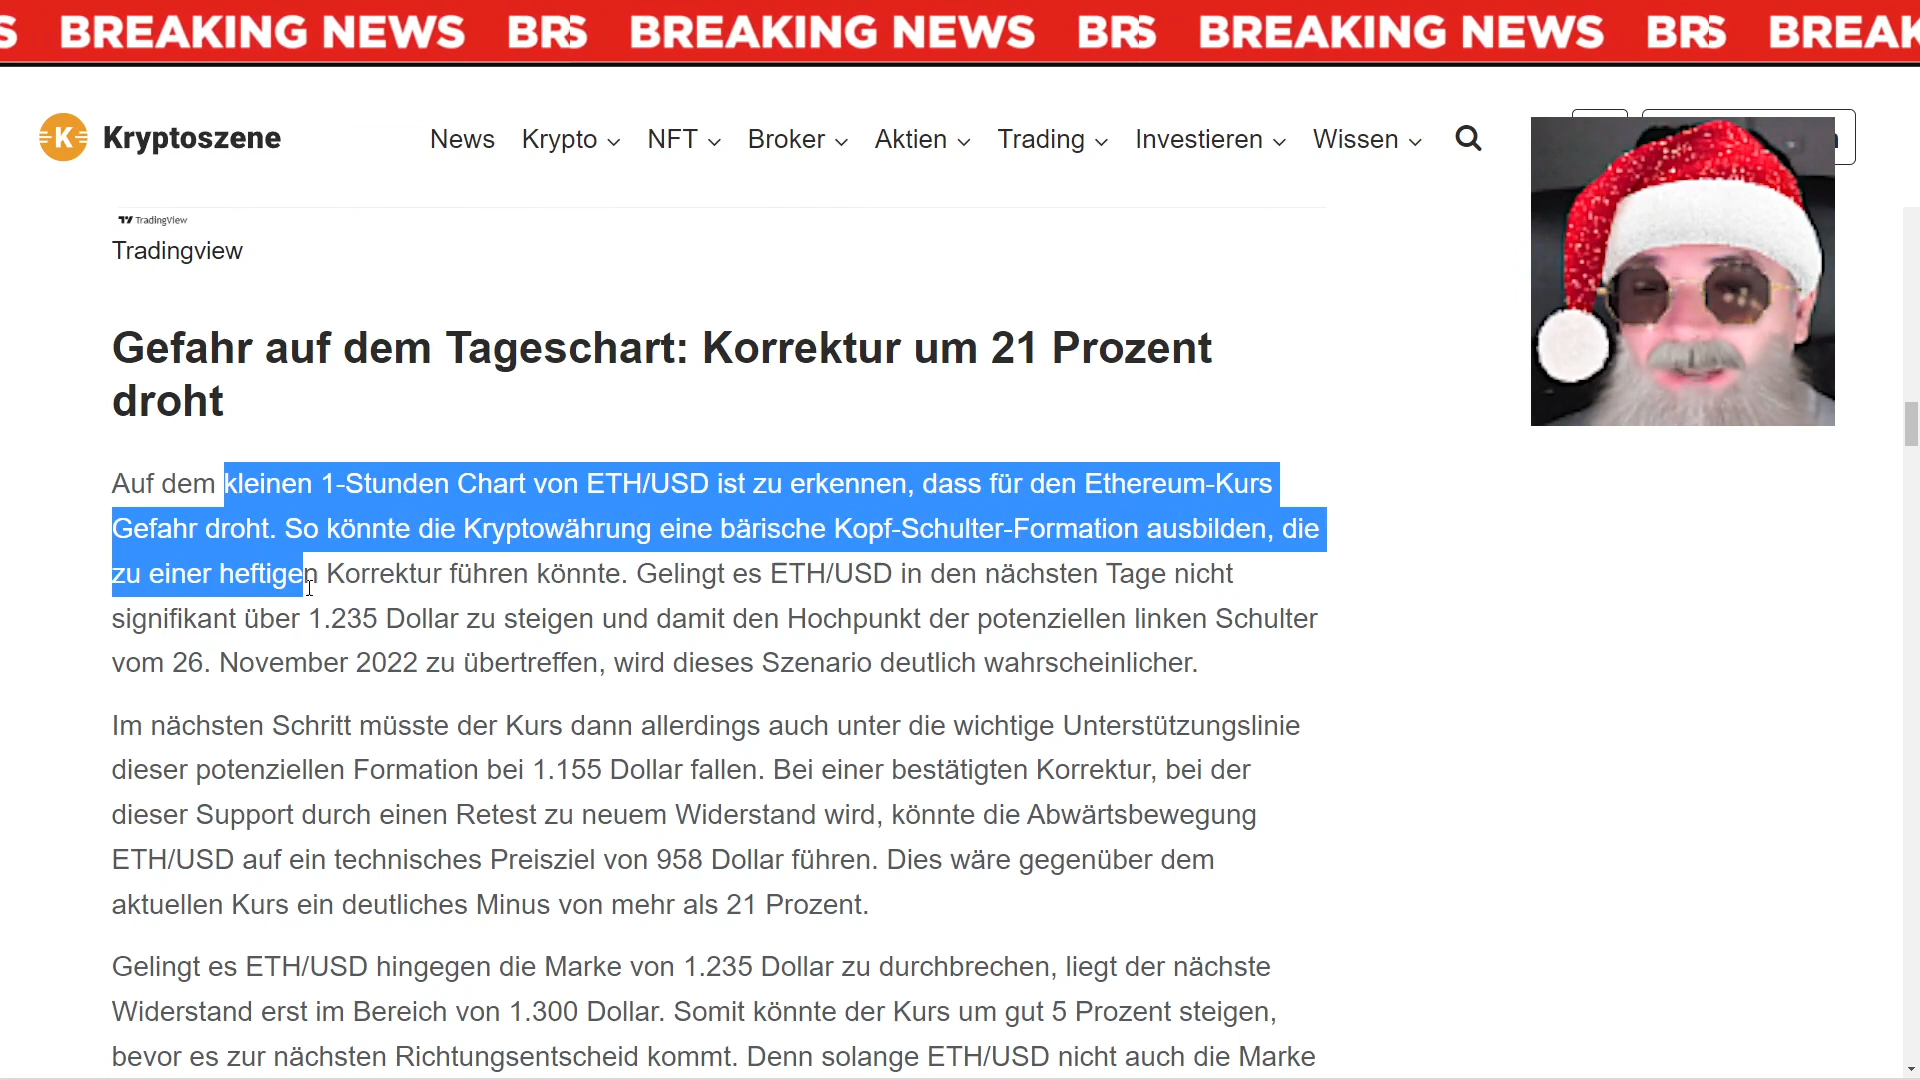 S BREAKING NEWS BRS BREAKING NEWS BRS BREAKING NEWS BRS BREAK
K Kryptoszene News Krypto NFT Broker Aktien Trading Investieren Wissen
TradingView
Tradingview
Gefahr auf dem Tageschart: Korrektur um 21 Prozent
droht
Auf dem kleinen 1-Stunden Chart von ETH/USD ist zu erkennen, dass für den Ethereum-Kurs
Gefahr droht. So könnte die Kryptowährung eine bärische Kopf-Schulter-Formation ausbilden, die
zu einer heftigen Korrektur führen könnte. Gelingt es ETH/USD in den nächsten Tage nicht
signifikant über 1.235 Dollar zu steigen und damit den Hochpunkt der potenziellen linken Schulter
vom 26. November 2022 zu übertreffen, wird dieses Szenario deutlich wahrscheinlicher.
Im nächsten Schritt müsste der Kurs dann allerdings auch unter die wichtige Unterstützungslinie
dieser potenziellen Formation bei 1.155 Dollar fallen. Bei einer bestätigten Korrektur, bei der
dieser Support durch einen Retest zu neuem Widerstand wird, könnte die Abwärtsbewegung
ETH/USD auf ein technisches Preisziel von 958 Dollar führen. Dies wäre gegenüber dem
aktuellen Kurs ein deutliches Minus von mehr als 21 Prozent.
Gelingt es ETH/USD hingegen die Marke von 1.235 Dollar zu durchbrechen, liegt der nächste
Widerstand erst im Bereich von 1.300 Dollar. Somit könnte der Kurs um gut 5 Prozent steigen,
bevor es zur nächsten Richtungsentscheid kommt. Denn solange ETH/USD nicht auch die Marke